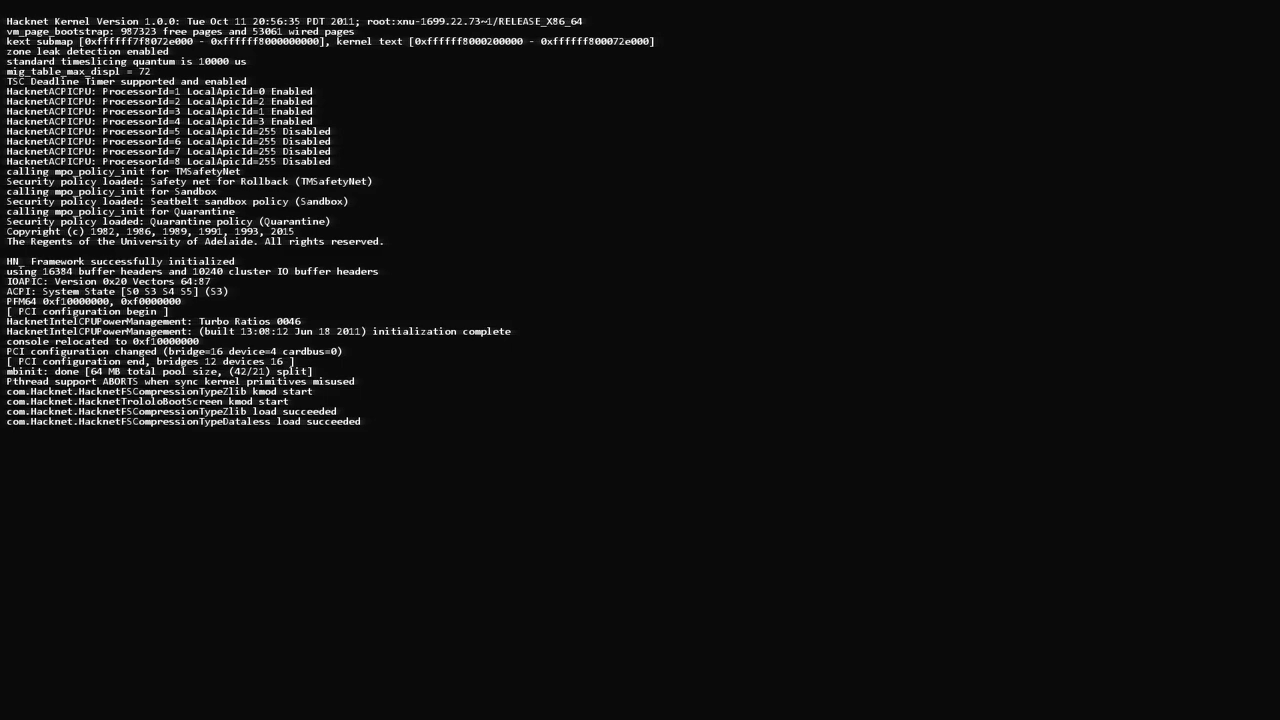 Hacknet Kernel Version 1.0.0: Tue Oct 11 20:56:35 PDT 2011; root:xnu-1699.22.73~1/RELEASE_X86_64
vm_page_bootstrap: 987323 free pages and 53061 wired pages
kext submap [0xffffff7f8072e000 - 0xffffff8000000000], kernel text [0xffffff8000200000 - 0xffffff800072e000]
zone leak detection enabled
standard timeslicing quantum is 10000 us
mig_table_max_displ = 72
TSC Deadline Timer supported and enabled
HacknetACPICPU: ProcessorId=1 LocalApicId=0 Enabled
HacknetACPICPU: ProcessorId=2 LocalApicId=2 Enabled
HacknetACPICPU: ProcessorId=3 LocalApicId=1 Enabled
HacknetACPICPU: ProcessorId=4 LocalApicId=3 Enabled
HacknetACPICPU: ProcessorId=5 LocalApicId=255 Disabled
HacknetACPICPU: ProcessorId=6 LocalApicId=255 Disabled
HacknetACPICPU: ProcessorId=7 LocalApicId=255 Disabled
HacknetACPICPU: ProcessorId=8 LocalApicId=255 Disabled
calling mpo_policy_init for TMSafetyNet
Security policy loaded: Safety net for Rollback (TMSafetyNet)
calling mpo_policy_init for Sandbox
Security policy loaded: Seatbelt sandbox policy (Sandbox)
calling mpo_policy_init for Quarantine
Security policy loaded: Quarantine policy (Quarantine)
Copyright (c) 1982, 1986, 1989, 1991, 1993, 2015
The Regents of the University of Adelaide. All rights reserved.
HN_ Framework successfully initialized
using 16384 buffer headers and 10240 cluster IO buffer headers
IOAPIC: Version 0x20 Vectors 64:87
ACPI: System State [S0 S3 S4 S5] (S3)
PFM64 0xf10000000, 0xf0000000
[ PCI configuration begin ]
HacknetIntelCPUPowerManagement: Turbo Ratios 0046
HacknetIntelCPUPowerManagement: (built 13:08:12 Jun 18 2011) initialization complete
console relocated to 0xf10000000
PCI configuration changed (bridge=16 device=4 cardbus=0)
[ PCI configuration end, bridges 12 devices 16 ]
mbinit: done [64 MB total pool size, (42/21) split]
Pthread support ABORTS when sync kernel primitives misused
com.Hacknet.HacknetFSCompressionTypeZlib kmod start
com.Hacknet.HacknetTrololoBootScreen kmod start
com.Hacknet.HacknetFSCompressionTypeZlib load succeeded
com.Hacknet.HacknetFSCompressionTypeDataless load succeeded